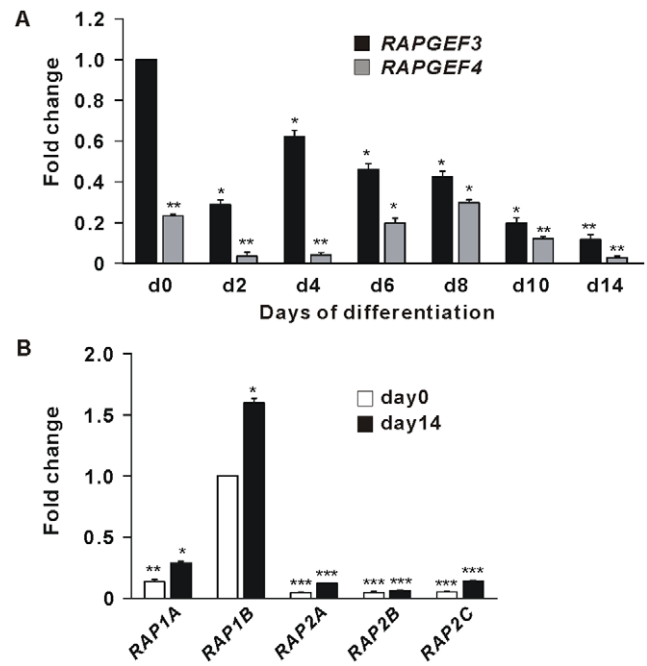 A
Fold change
1.2
1.0
0.8
0.6
0.4
0.2
0
RAPGEF3
RAPGEF4
**
*
**
*
**
*
*
*
*
*
**
**
**
d0 d2 d4 d6 d8 d10 d14
Days of differentiation
B
Fold change
2.0
1.5
1.0
0.5
0
day0
day14
** * * *** *** *** *** *** ***
RAP1A RAP1B RAP2A RAP2B RAP2C